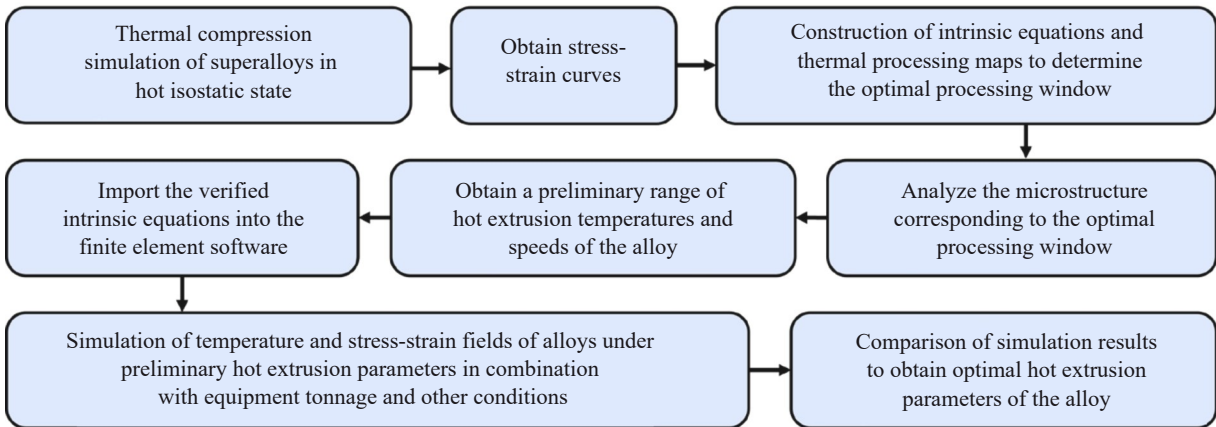 Thermal compression
simulation of superalloys in
hot isostatic state
Obtain stress-
strain curves
Construction of intrinsic equations and
thermal processing maps to determine
the optimal processing window
Analyze the microstructure
corresponding to the optimal
processing window
Obtain a preliminary range of
hot extrusion temperatures and
speeds of the alloy
Import the verified
intrinsic equations into the
finite element software
Simulation of temperature and stress-strain fields of alloys under
preliminary hot extrusion parameters in combination
with equipment tonnage and other conditions
Comparison of simulation results
to obtain optimal hot extrusion
parameters of the alloy